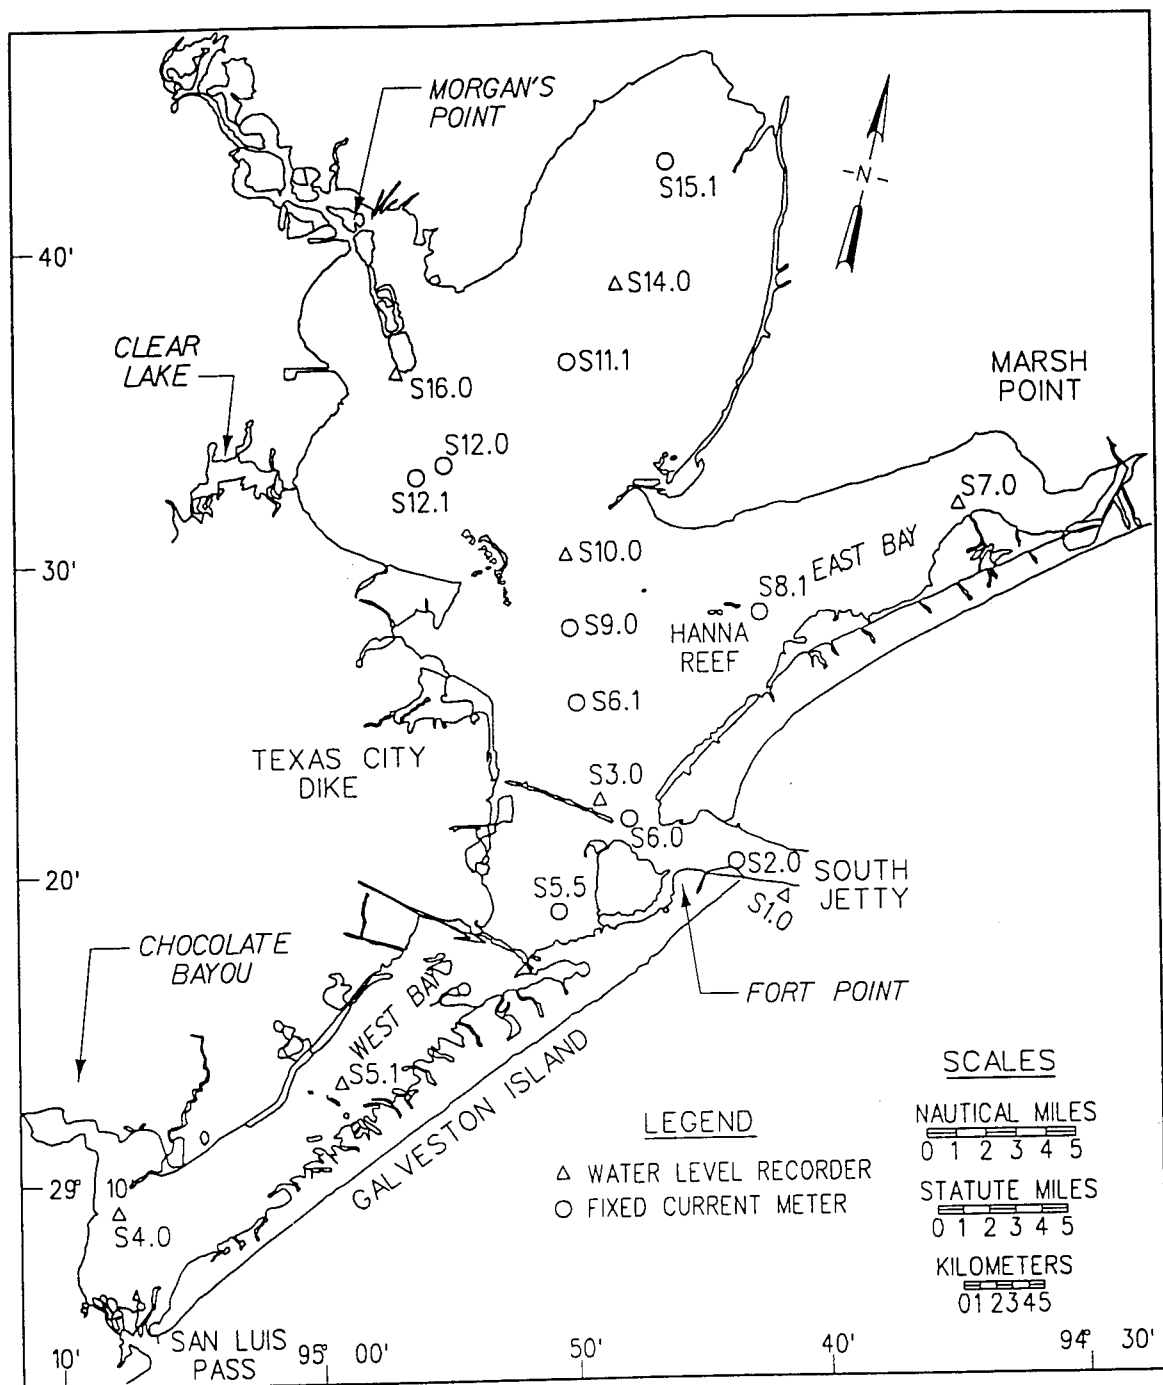 MORGAN'S
POINT
S15.1
-N-
40'
S14.0
CLEAR
LAKE
S11.1
MARSH
POINT
S16.0
S12.0
S12.1
S7.0
EAST BAY
S10.0
30'
S8.1
S9.0
HANNA
REEF
S6.1
TEXAS CITY
DIKE
S3.0
S6.0
S2.0
SOUTH
JETTY
20'
S5.5
S1.0
CHOCOLATE
BAYOU
WEST BAY
FORT POINT
S5.1
GALVESTON ISLAND
SCALES
LEGEND
NAUTICAL MILES
0 1 2 3 4 5
△ WATER LEVEL RECORDER
○ FIXED CURRENT METER
STATUTE MILES
0 1 2 3 4 5
29° 10'
S4.0
KILOMETERS
0 1 2 3 4 5
SAN LUIS
PASS
10' 95° 00' 50' 40' 94° 30'